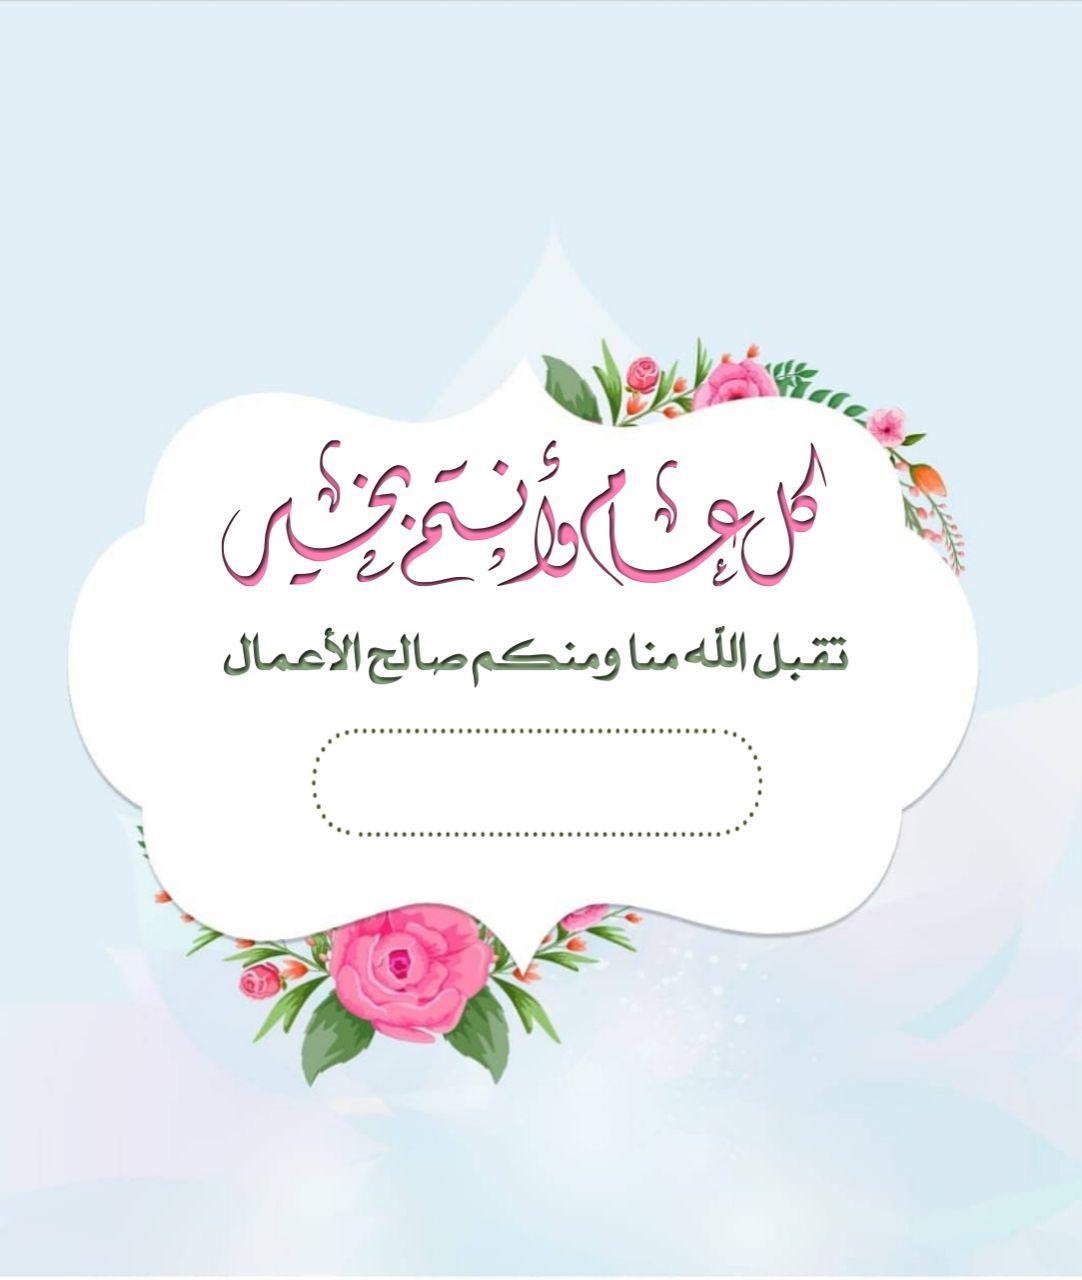 كل عام وأنتم بخير
تقبل الله منا ومنكم صالح الأعمال